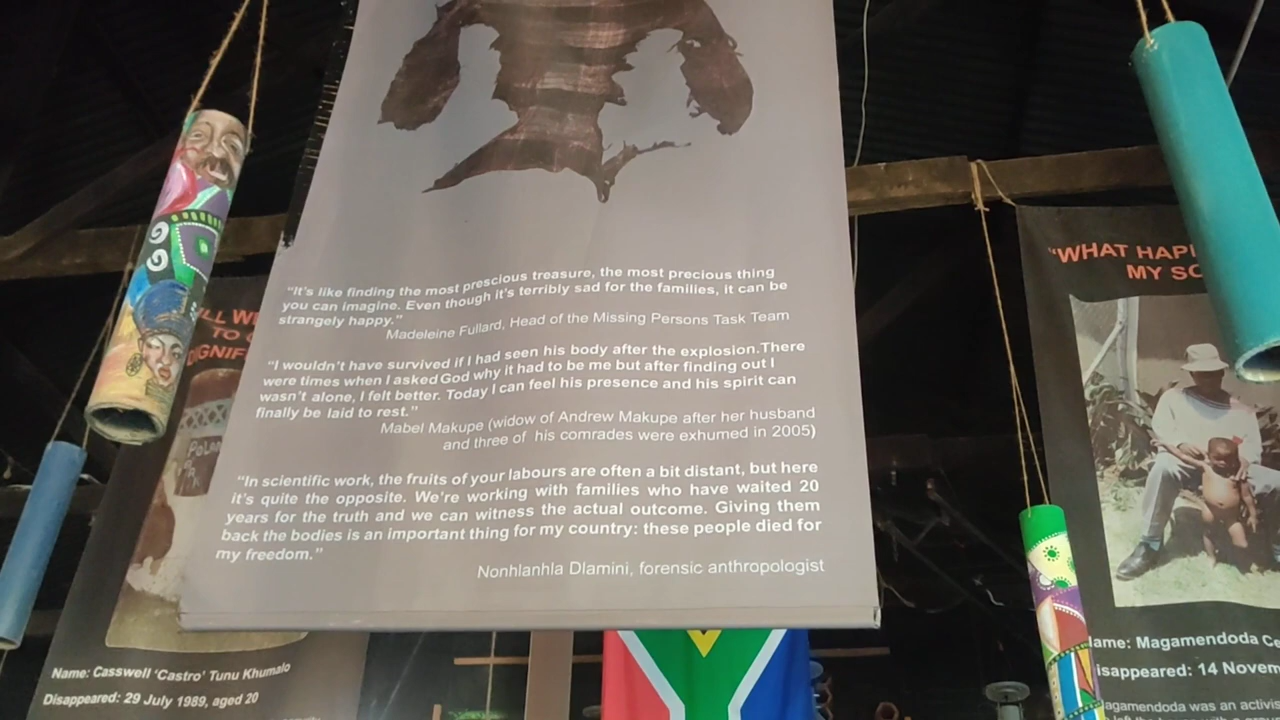 "It's like finding the most prescious treasure, the most precious thing
you can imagine. Even though it's terribly sad for the families, it can be
strangely happy."
Madeleine Fullard, Head of the Missing Persons Task Team
"I wouldn't have survived if I had seen his body after the explosion.There
were times when I asked God why it had to be me but after finding out I
wasn't alone, I felt better. Today I can feel his presence and his spirit can
finally be laid to rest."
Mabel Makupe (widow of Andrew Makupe after her husband
and three of his comrades were exhumed in 2005)
"In scientific work, the fruits of your labours are often a bit distant, but here
it's quite the opposite. We're working with families who have waited 20
years for the truth and we can witness the actual outcome. Giving them
back the bodies is an important thing for my country: these people died for
my freedom."
Nonhlanhla Dlamini, forensic anthropologist
TO
Name: Casswell 'Castro' Tunu Khumalo
Disappeared: 29 July 1989, aged 20
"WHAT
MY
Name: Magamendoda
Disappeared: 14
agamendoda was an